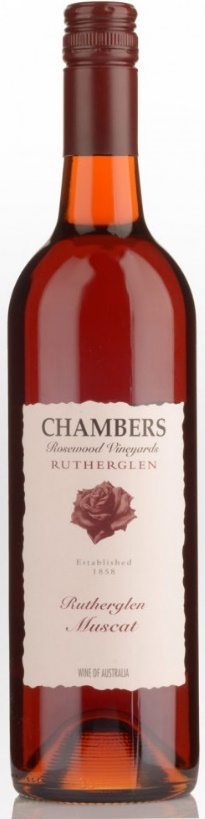 CHAMBERS
Rosewood Vineyards
RUTHERGLEN
Established
1858
Rutherglen
Muscat
WINE OF AUSTRALIA